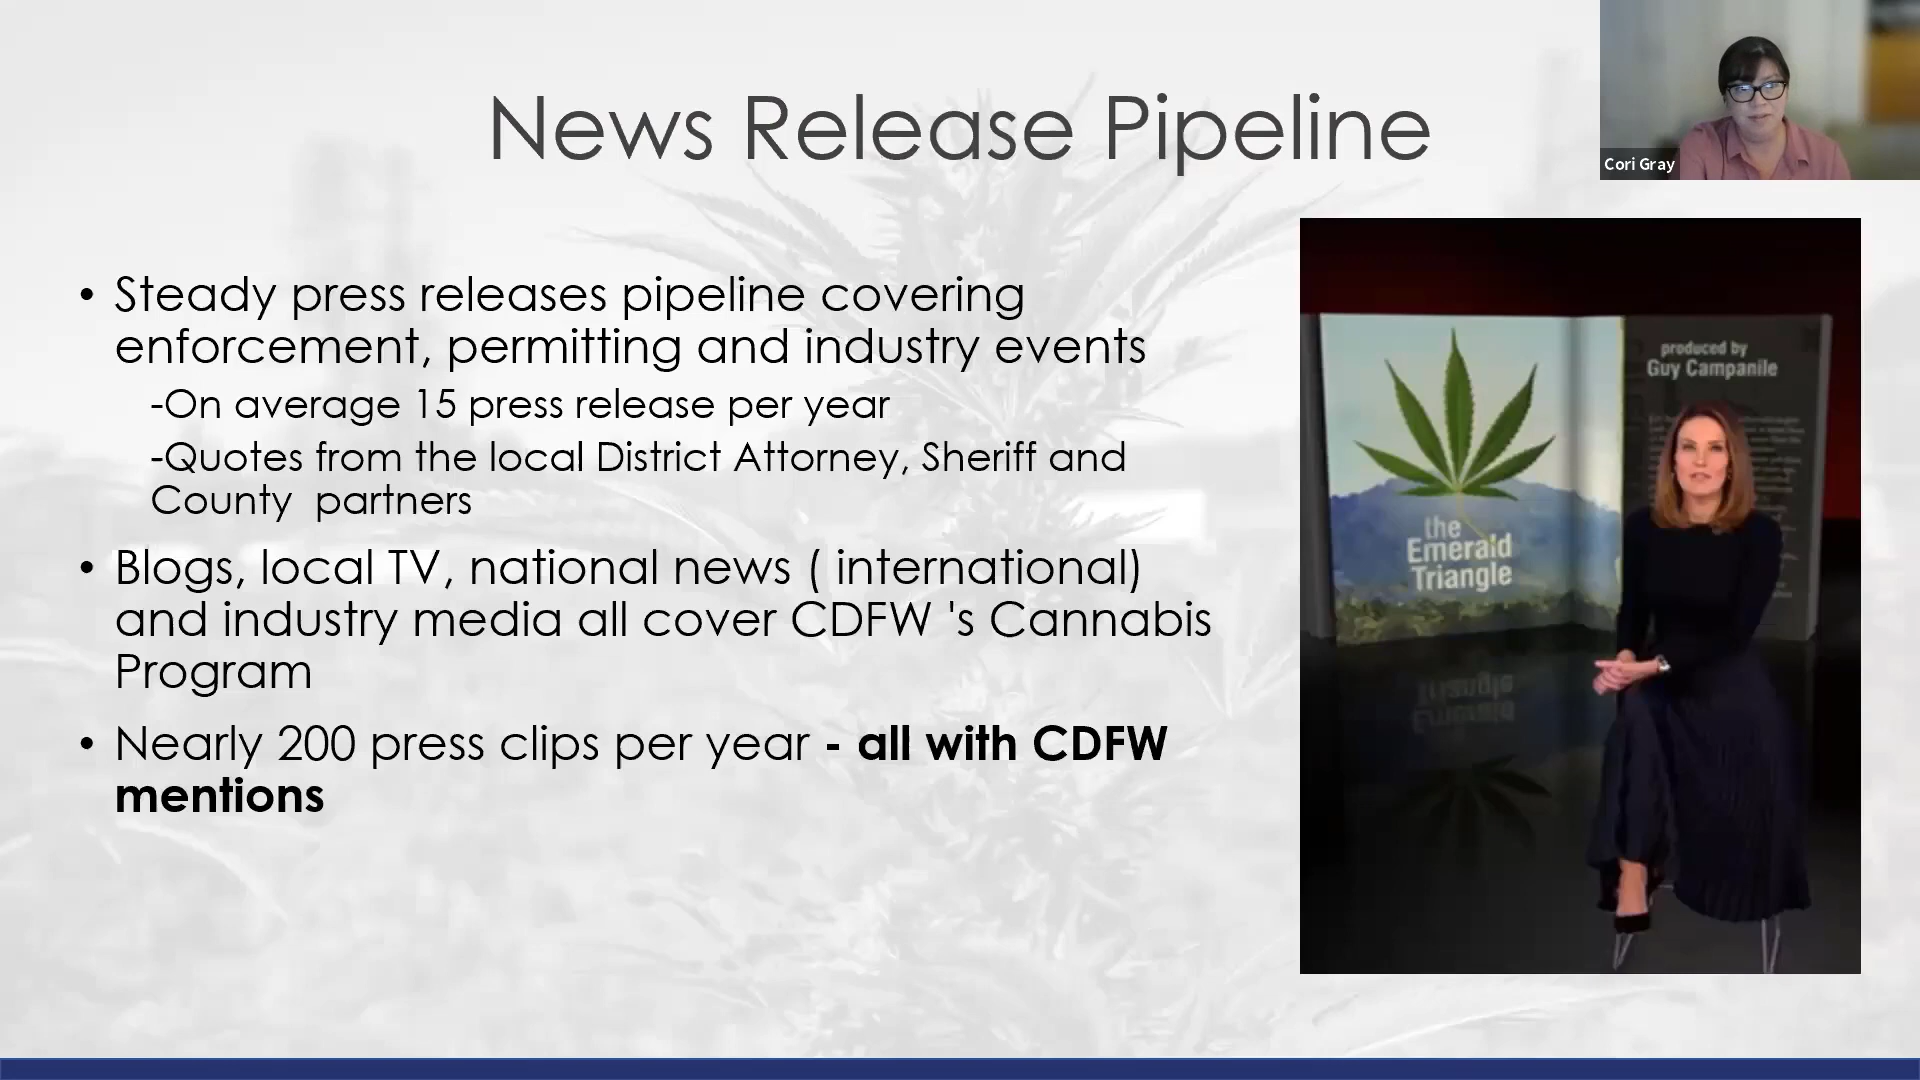 News Release Pipeline
Cori Gray
• Steady press releases pipeline covering
enforcement, permitting and industry events
-On average 15 press release per year
-Quotes from the local District Attorney, Sheriff and
County partners
• Blogs, local TV, national news ( international)
and industry media all cover CDFW 's Cannabis
Program
• Nearly 200 press clips per year - all with CDFW
mentions
produced by
Guy Campanile
the
Emerald
Triangle